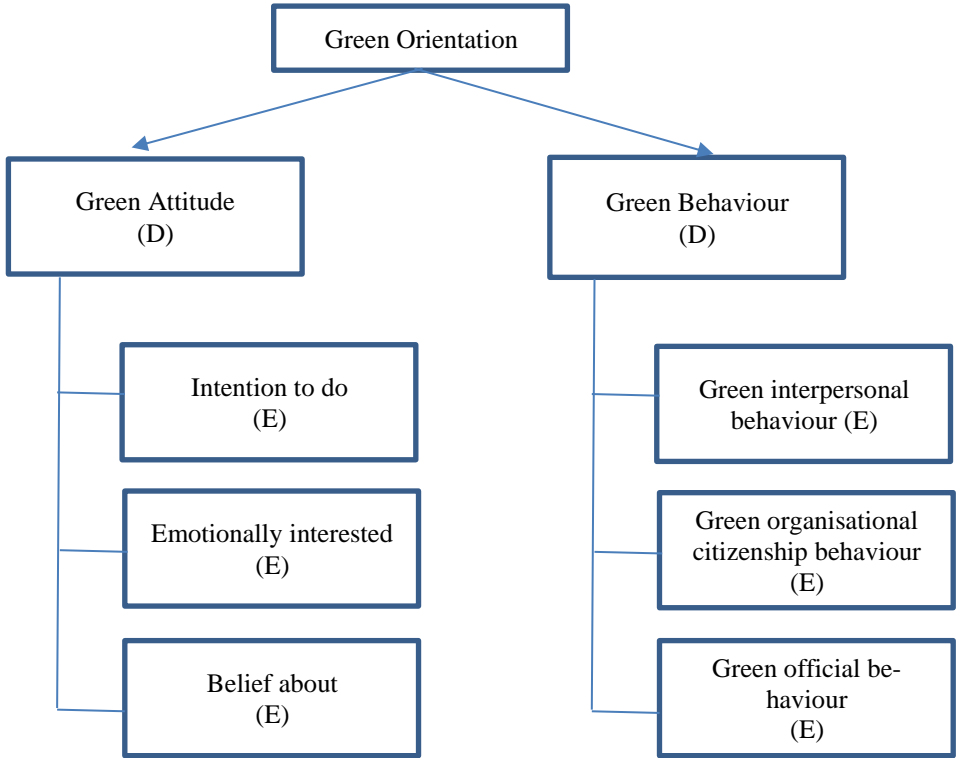 Green Orientation
Green Attitude
(D)
Green Behaviour
(D)
Intention to do
(E)
Emotionally interested
(E)
Belief about
(E)
Green interpersonal
behaviour (E)
Green organisational
citizenship behaviour
(E)
Green official be-
haviour
(E)